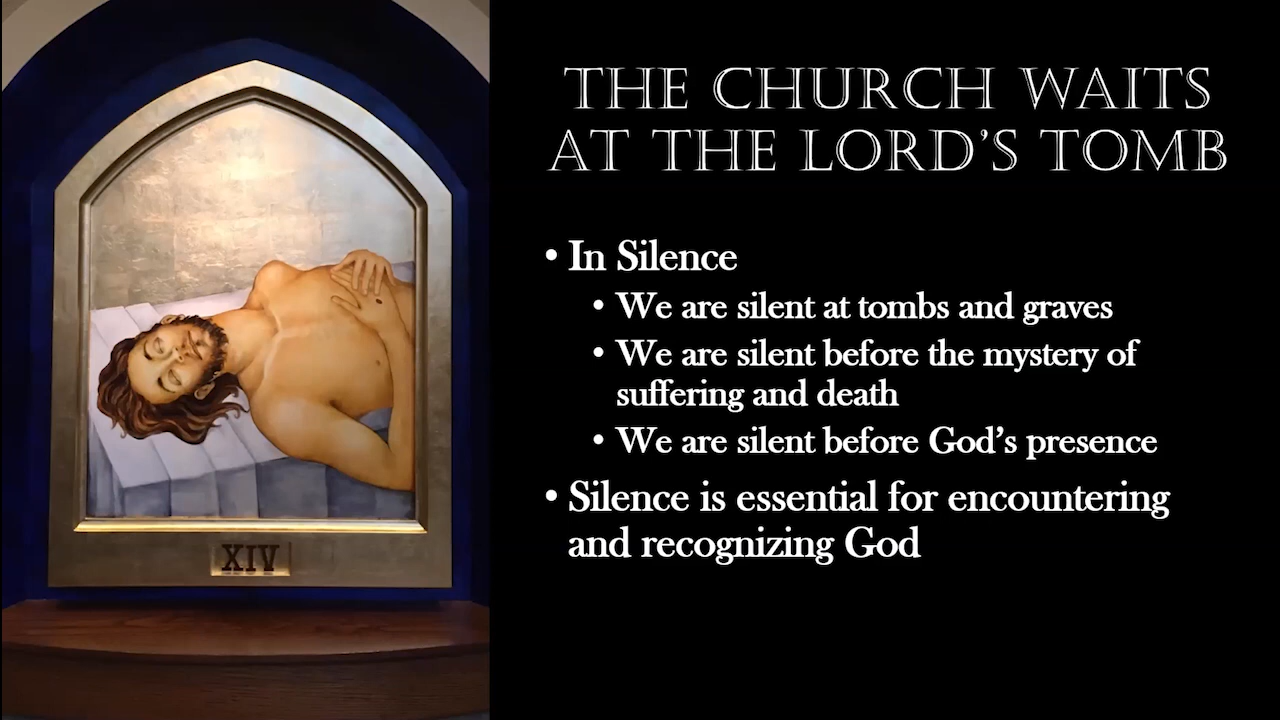 THE CHURCH WAITS
AT THE LORD'S TOMB
• In Silence
• We are silent at tombs and graves
• We are silent before the mystery of
suffering and death
• We are silent before God's presence
• Silence is essential for encountering
and recognizing God
XIV